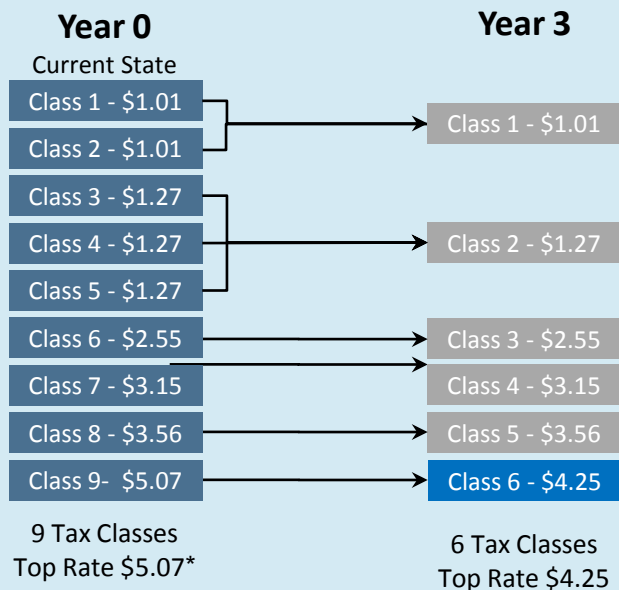 Year 0
Current State
Class 1 - $1.01
Class 2 - $1.01
Class 3 - $1.27
Class 4 - $1.27
Class 5 - $1.27
Class 6 - $2.55
Class 7 - $3.15
Class 8 - $3.56
Class 9-  $5.07
9 Tax Classes
Top Rate $5.07*
Year 3
Class 1 - $1.01
Class 2 - $1.27
Class 3 - $2.55
Class 4 - $3.15
Class 5 - $3.56
Class 6 - $4.25
6 Tax Classes
Top Rate $4.25